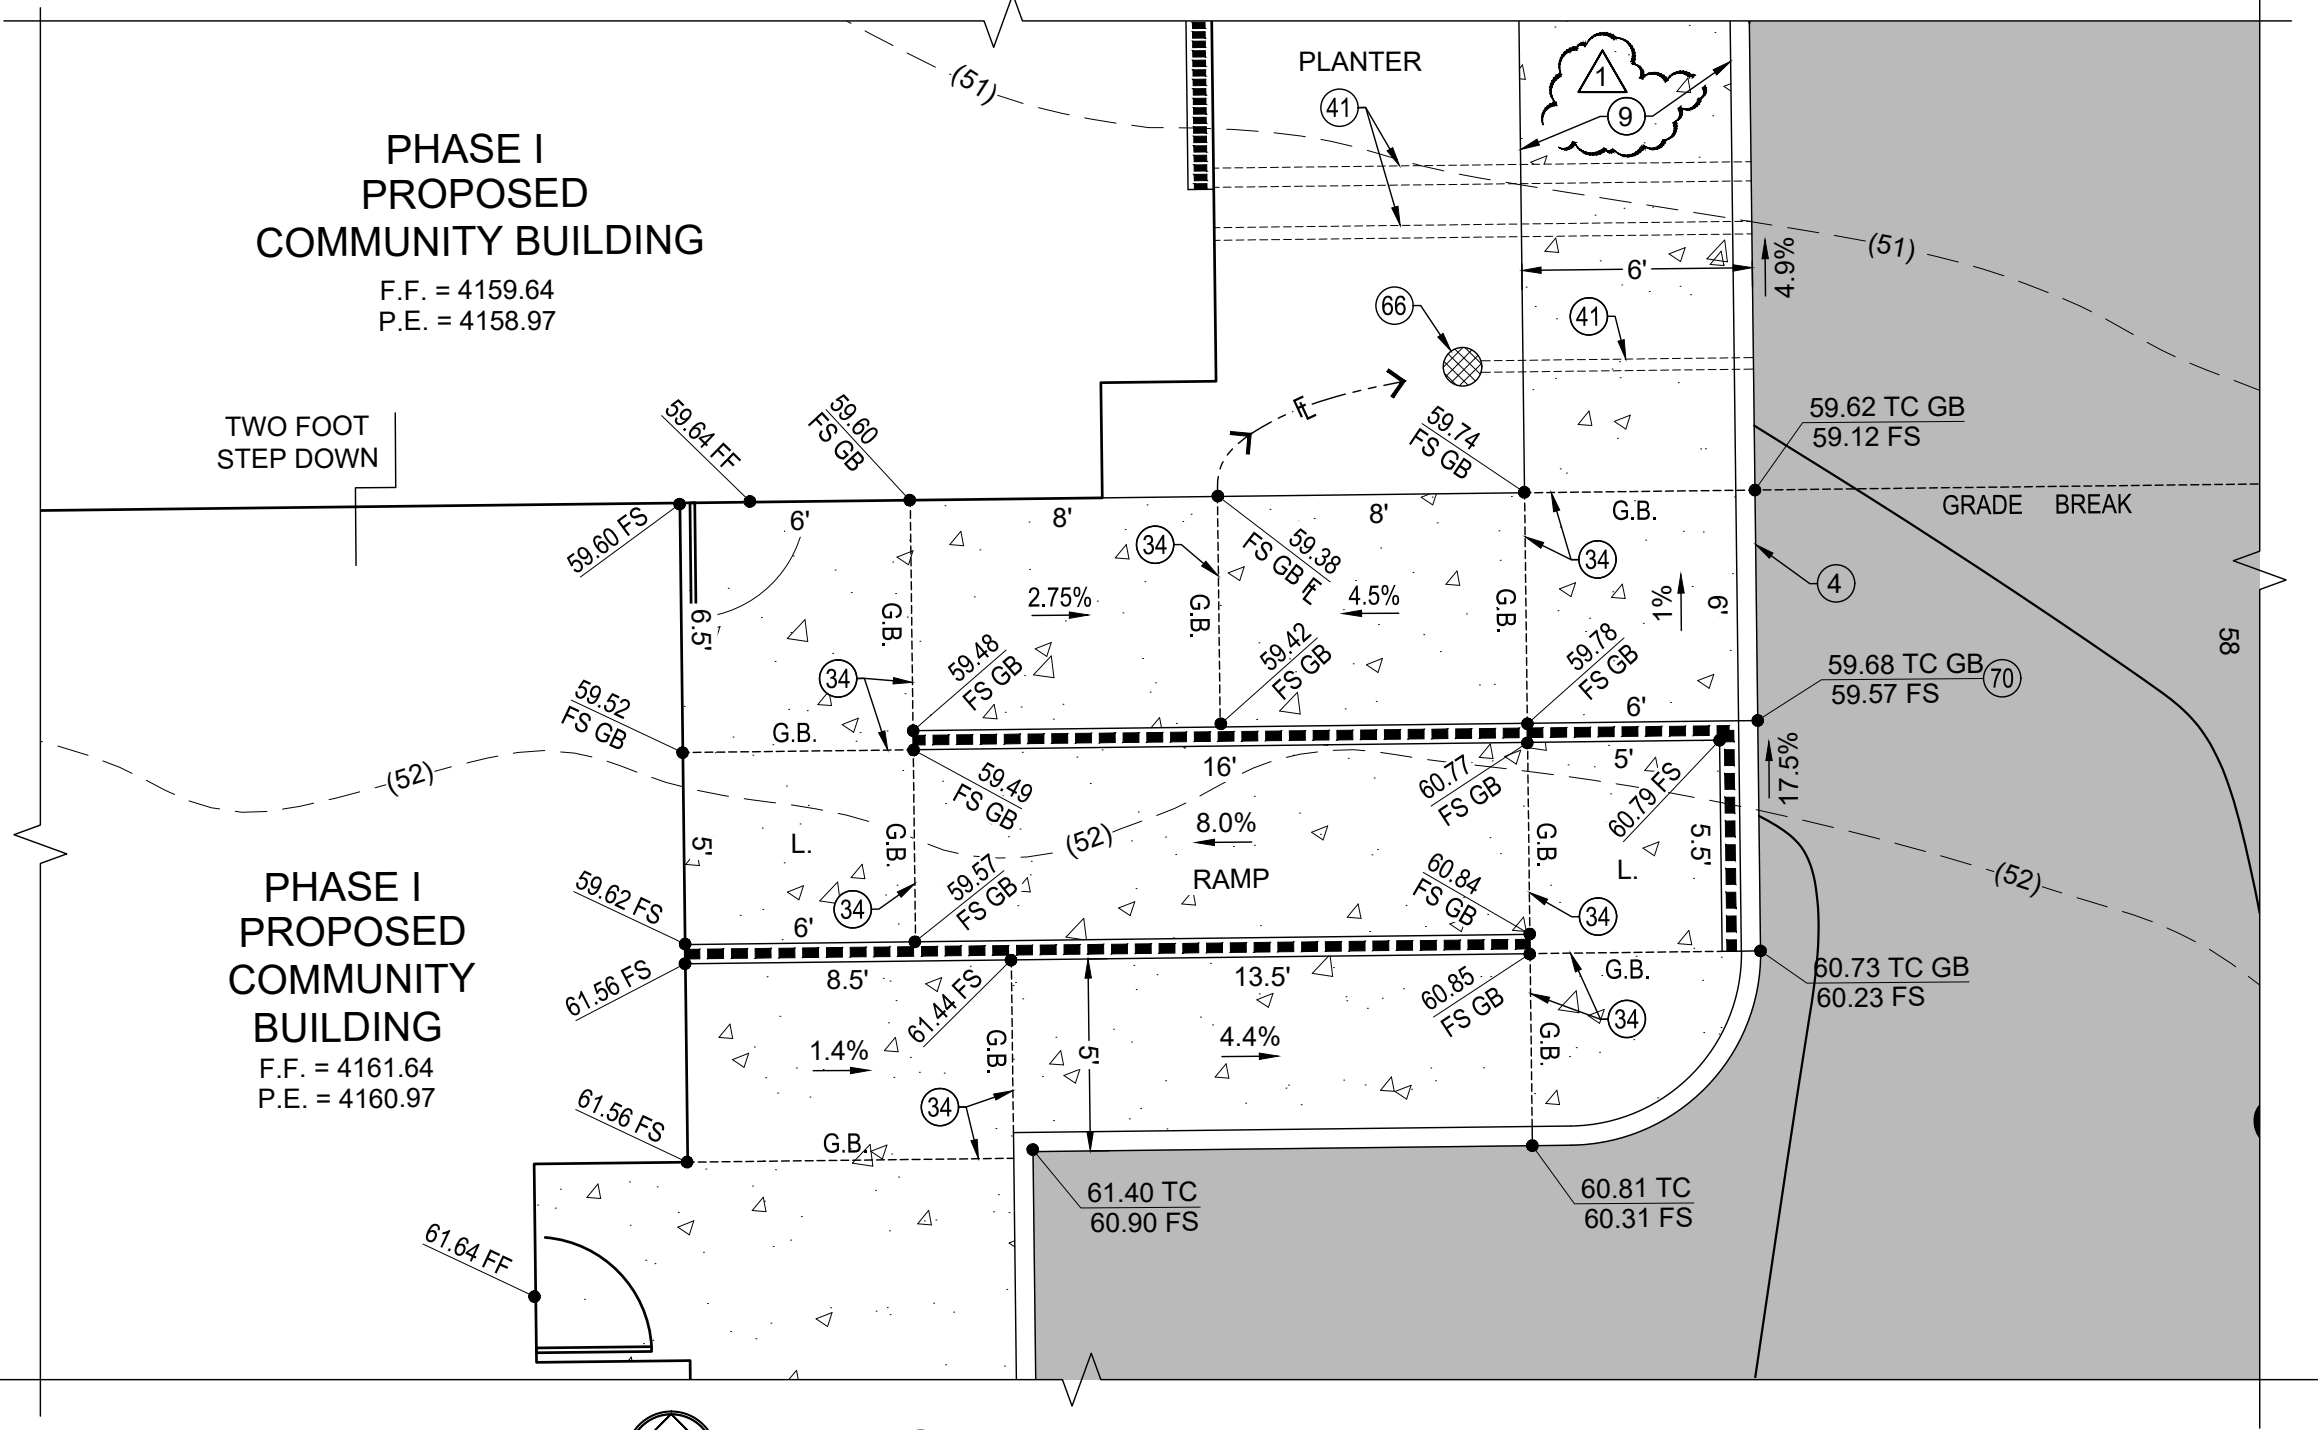 (51)
PLANTER
41
1
9
PHASE I
PROPOSED
COMMUNITY BUILDING
F.F. = 4159.64
P.E. = 4158.97
(51)
4.9%
6'
66
41
TWO FOOT
STEP DOWN
59.64 FF
59.60
FS GB
FL
59.74
FS GB
59.62 TC GB
59.12 FS
GRADE BREAK
59.60 FS
6'
8'
8'
G.B.
34
59.38
FS GB FL
34
4
2.75%
4.5%
1%
6'
6.5'
G.B.
G.B.
G.B.
58
59.48
FS GB
59.42
FS GB
59.78
FS GB
59.68 TC GB
59.57 FS
70
34
59.52
FS GB
G.B.
6'
16'
5'
17.5%
(52)
59.49
FS GB
60.77
FS GB
60.79 FS
5'
L.
G.B.
(52)
8.0%
RAMP
G.B.
L.
5.5'
(52)
PHASE I
PROPOSED
COMMUNITY
BUILDING
F.F. = 4161.64
P.E. = 4160.97
59.62 FS
34
59.57
FS GB
60.84
FS GB
34
6'
61.56 FS
8.5'
61.44 FS
13.5'
60.85
FS GB
G.B.
60.73 TC GB
60.23 FS
34
1.4%
G.B.
5'
4.4%
G.B.
61.56 FS
34
G.B.
61.40 TC
60.90 FS
60.81 TC
60.31 FS
61.64 FF